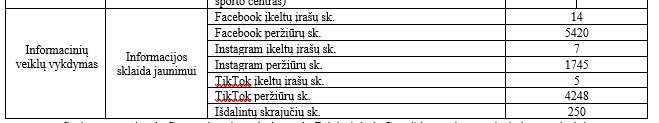 sporto centras)
Informacinių veiklų vykdymas
Informacijos sklaida jaunimui
Facebook įkeltų įrašų sk. 14
Facebook peržiūrų sk. 5420
Instagram įkeltų įrašų sk. 7
Instagram peržiūrų sk. 1745
TikTok įkeltų įrašų sk. 5
TikTok peržiūrų sk. 4248
Išdalintų skrajučių sk. 250